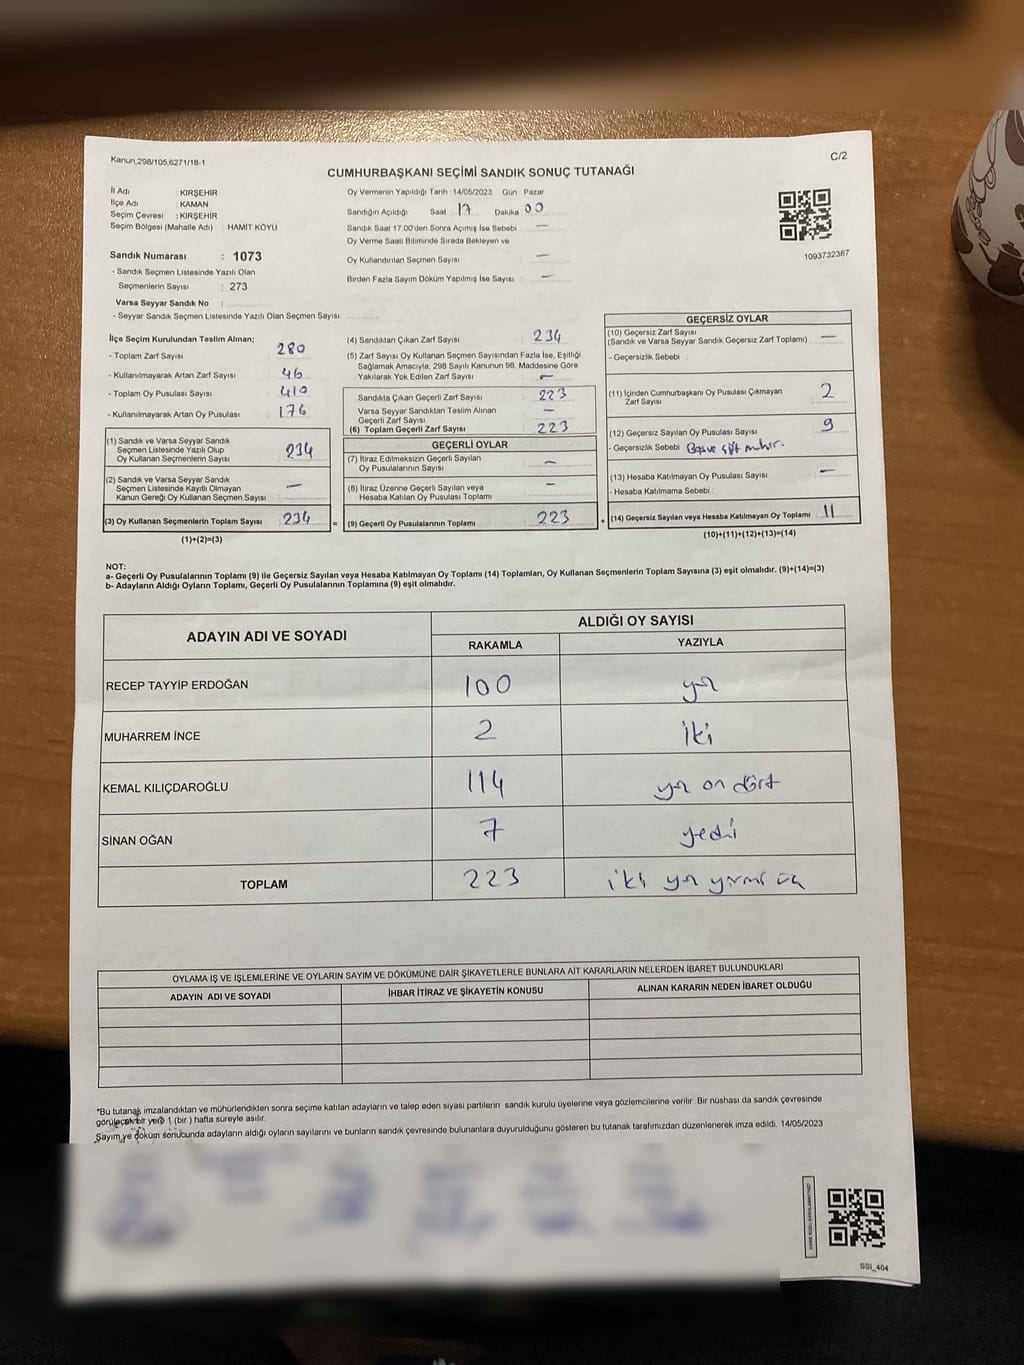 Kanun,298/105,6271/18-1
C/2
CUMHURBAŞKANI SEÇİMİ SANDIK SONUÇ TUTANAĞI
İl Adı : KIRŞEHİR
İlçe Adı : KAMAN
Seçim Çevresi : KIRŞEHİR
Seçim Bölgesi (Mahalle Adı) HAMİT KÖYÜ
Sandık Numarası : 1073
- Sandık Seçmen Listesinde Yazılı Olan
Seçmenlerin Sayısı : 273
Varsa Seyyar Sandık No :
- Seyyar Sandık Seçmen Listesinde Yazılı Olan Seçmen Sayısı:
Oy Vermenin Yapıldığı Tarih :14/05/2023 Gün : Pazar
Sandığın Açıldığı Saat : 17 Dakika : 00
Sandık Saat 17:00'den Sonra Açımış İse Sebebi : —
Oy Verme Saati Bitiminde Sırada Bekleyen ve
Oy Kullandırılan Seçmen Sayısı : —
Birden Fazla Sayım Döküm Yapılmış İse Sayısı : —
1093732387
İlçe Seçim Kurulundan Teslim Alınan;
- Toplam Zarf Sayısı : 280
- Kullanılmayarak Artan Zarf Sayısı : 46
- Toplam Oy Pusulası Sayısı : 410
- Kullanılmayarak Artan Oy Pusulası : 176
(1) Sandık ve Varsa Seyyar Sandık
Seçmen Listesinde Yazılı Olup
Oy Kullanan Seçmenlerin Sayısı : 234
(2) Sandık ve Varsa Seyyar Sandık
Seçmen Listesinde Kayıtlı Olmayan
Kanun Gereği Oy Kullanan Seçmen Sayısı : —
(3) Oy Kullanan Seçmenlerin Toplam Sayısı : 234
(1)+(2)=(3)
(4) Sandıktan Çıkan Zarf Sayısı : 234
(5) Zarf Sayısı Oy Kullanan Seçmen Sayısından Fazla İse, Eşitliği
Sağlamak Amacıyla; 298 Sayılı Kanunun 98. Maddesine Göre
Yakılarak Yok Edilen Zarf Sayısı : —
Sandıkta Çıkan Geçerli Zarf Sayısı : 223
Varsa Seyyar Sandıktan Teslim Alınan
Geçerli Zarf Sayısı : —
(6) Toplam Geçerli Zarf Sayısı : 223
GEÇERLİ OYLAR
(7) İtiraz Edilmeksizin Geçerli Sayılan
Oy Pusulalarının Sayısı : —
(8) İtiraz Üzerine Geçerli Sayılan veya
Hesaba Katılan Oy Pusulası Toplamı : —
= (9) Geçerli Oy Pusulalarının Toplamı : 223
GEÇERSİZ OYLAR
(10) Geçersiz Zarf Sayısı
(Sandık ve Varsa Seyyar Sandık Geçersiz Zarf Toplamı) : —
- Geçersizlik Sebebi :
(11) İçinden Cumhurbaşkanı Oy Pusulası Çıkmayan
Zarf Sayısı : 2
(12) Geçersiz Sayılan Oy Pusulası Sayısı : 9
- Geçersizlik Sebebi
(13) Hesaba Katılmayan Oy Pusulası Sayısı : —
- Hesaba Katılmama Sebebi :
+ (14) Geçersiz Sayılan veya Hesaba Katılmayan Oy Toplamı : 11
(10)+(11)+(12)+(13)=(14)
NOT:
a- Geçerli Oy Pusulalarının Toplamı (9) ile Geçersiz Sayılan veya Hesaba Katılmayan Oy Toplamı (14) Toplamları, Oy Kullanan Seçmenlerin Toplam Sayısına (3) eşit olmalıdır. (9)+(14)=(3)
b- Adayların Aldığı Oyların Toplamı, Geçerli Oy Pusulalarının Toplamına (9) eşit olmalıdır.
ADAYIN ADI VE SOYADI ALDIĞI OY SAYISI
RAKAMLA YAZIYLA
RECEP TAYYİP ERDOĞAN 100 yüz
MUHARREM İNCE 2 iki
KEMAL KILIÇDAROĞLU 114 yüz on dört
SİNAN OĞAN 7 yedi
TOPLAM 223 iki yüz yirmi üç
OYLAMA İŞ VE İŞLEMLERİNE VE OYLARIN SAYIM VE DÖKÜMÜNE DAİR ŞİKAYETLERLE BUNLARA AİT KARARLARIN NELERDEN İBARET BULUNDUKLARI
ADAYIN ADI VE SOYADI İHBAR İTİRAZ VE ŞİKAYETİN KONUSU ALINAN KARARIN NEDEN İBARET OLDUĞU
*Bu tutanak imzalandıktan ve mühürlendikten sonra seçime katılan adayların ve talep eden siyasi partilerin sandık kurulu üyelerine veya gözlemcilerine verilir. Bir nüshası da sandık çevresinde
görülecek bir yere 1 (bir ) hafta süreyle asılır.
Sayım ve döküm sonucunda adayların aldığı oyların sayılarını ve bunların sandık çevresinde bulunanlara duyurulduğunu gösteren bu tutanak tarafımızdan düzenlenerek imza edildi. 14/05/2023
SSI_404